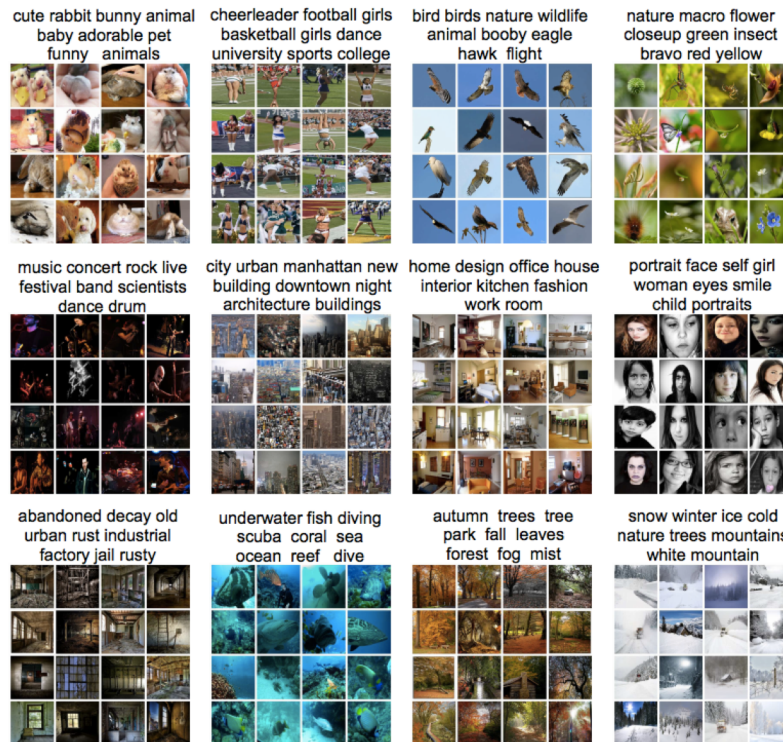 cute rabbit bunny animal
baby adorable pet
funny animals
cheerleader football girls
basketball girls dance
university sports college
bird birds nature wildlife
animal booby eagle
hawk flight
nature macro flower
closeup green insect
bravo red yellow
music concert rock live
festival band scientists
dance drum
city urban manhattan new
building downtown night
architecture buildings
home design office house
interior kitchen fashion
work room
portrait face self girl
woman eyes smile
child portraits
abandoned decay old
urban rust industrial
factory jail rusty
underwater fish diving
scuba coral sea
ocean reef dive
autumn trees tree
park fall leaves
forest fog mist
snow winter ice cold
nature trees mountains
white mountain